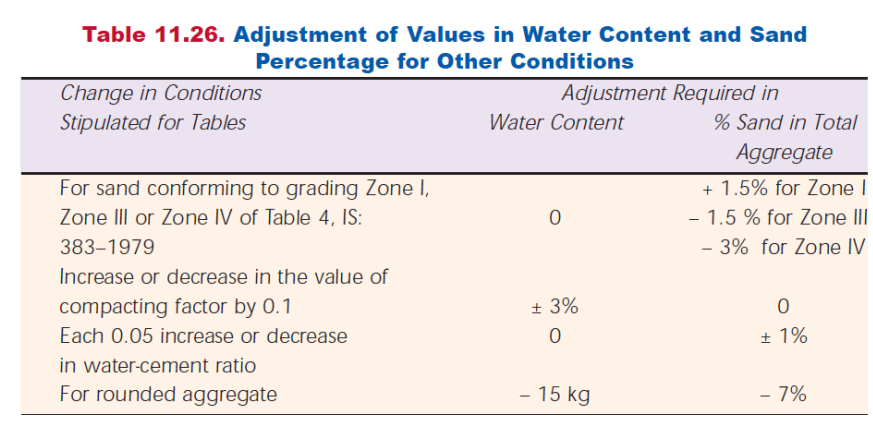 Table 11.26. Adjustment of Values in Water Content and Sand
Percentage for Other Conditions
Change in Conditions Adjustment Required in
Stipulated for Tables Water Content % Sand in Total
Aggregate
For sand conforming to grading Zone I, + 1.5% for Zone I
Zone III or Zone IV of Table 4, IS: 0 – 1.5 % for Zone III
383–1979 – 3% for Zone IV
Increase or decrease in the value of
compacting factor by 0.1 ± 3% 0
Each 0.05 increase or decrease 0 ± 1%
in water-cement ratio
For rounded aggregate – 15 kg – 7%